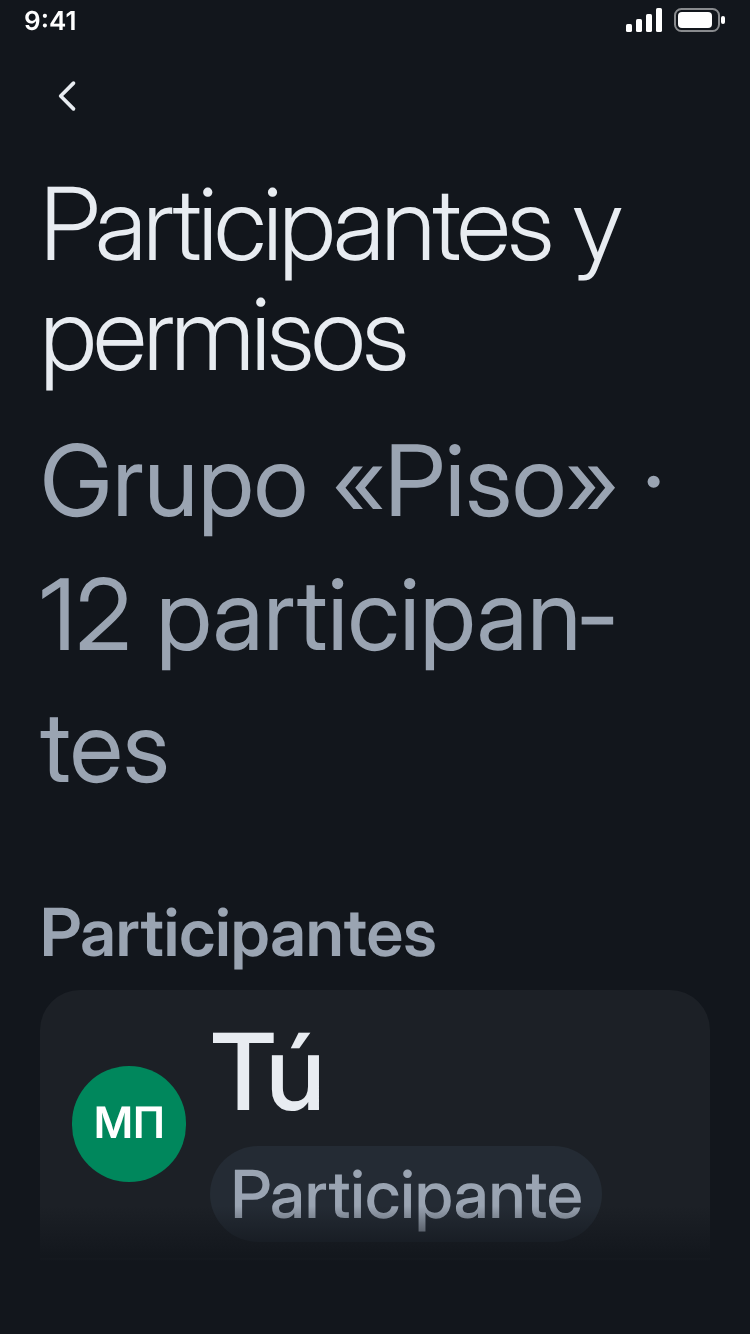 9:41
Participantes y
permisos
Grupo «Piso» ·
12 participan-
tes
Participantes
Tú
МП
Participante